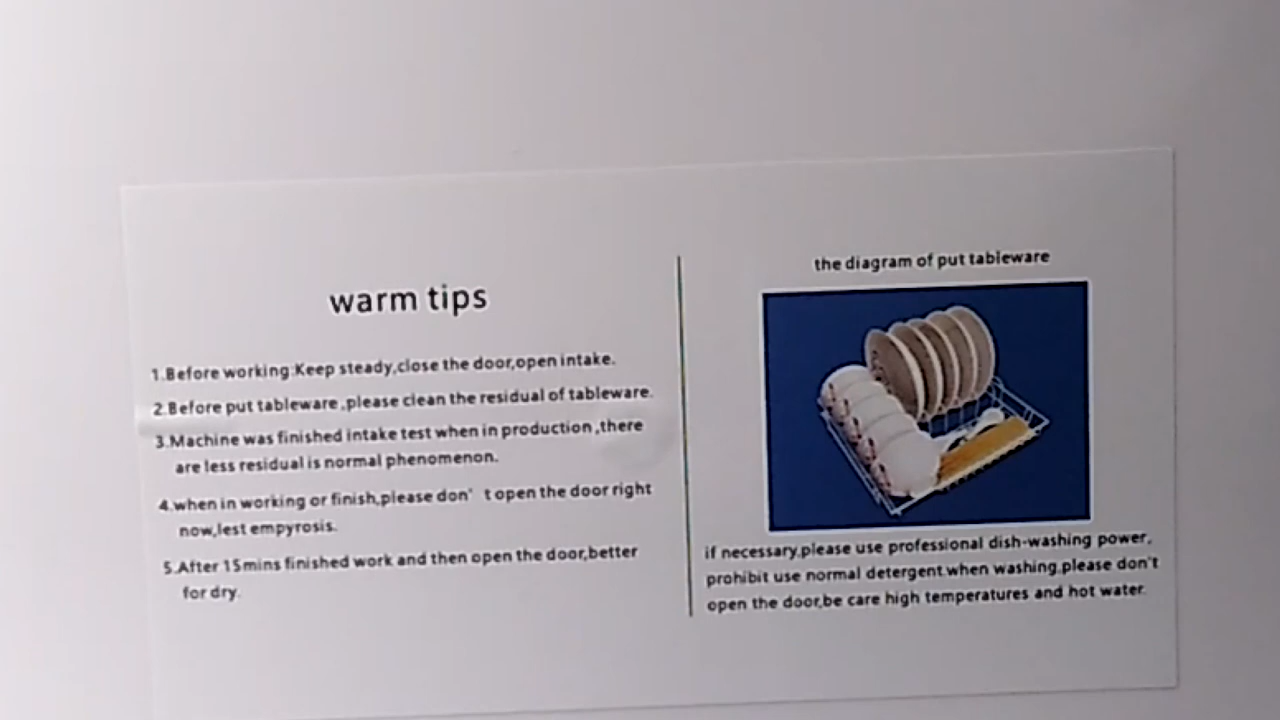 warm tips
1.Before working:Keep steady,close the door,open intake.
2.Before put tableware ,please clean the residual of tableware.
3.Machine was finished intake test when in production ,there
are less residual is normal phenomenon.
4.when in working or finish,please don' t open the door right
now,lest empyrosis.
5.After 15mins finished work and then open the door,better
for dry.
the diagram of put tableware
if necessary,please use professional dish-washing power,
prohibit use normal detergent.when washing,please don't
open the door,be care high temperatures and hot water.